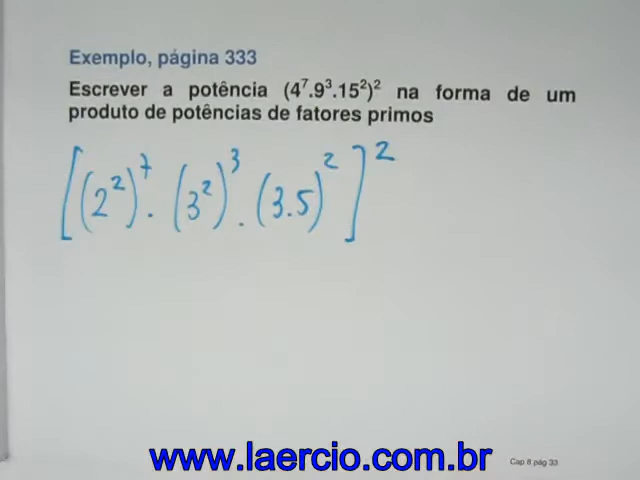 Exemplo, página 333
Escrever a potência (4⁷.9³.15²)² na forma de um
produto de potências de fatores primos
[(2²)⁷.(3²)³.(3.5)²]²
www.laercio.com.br
Cap 8 pág 33